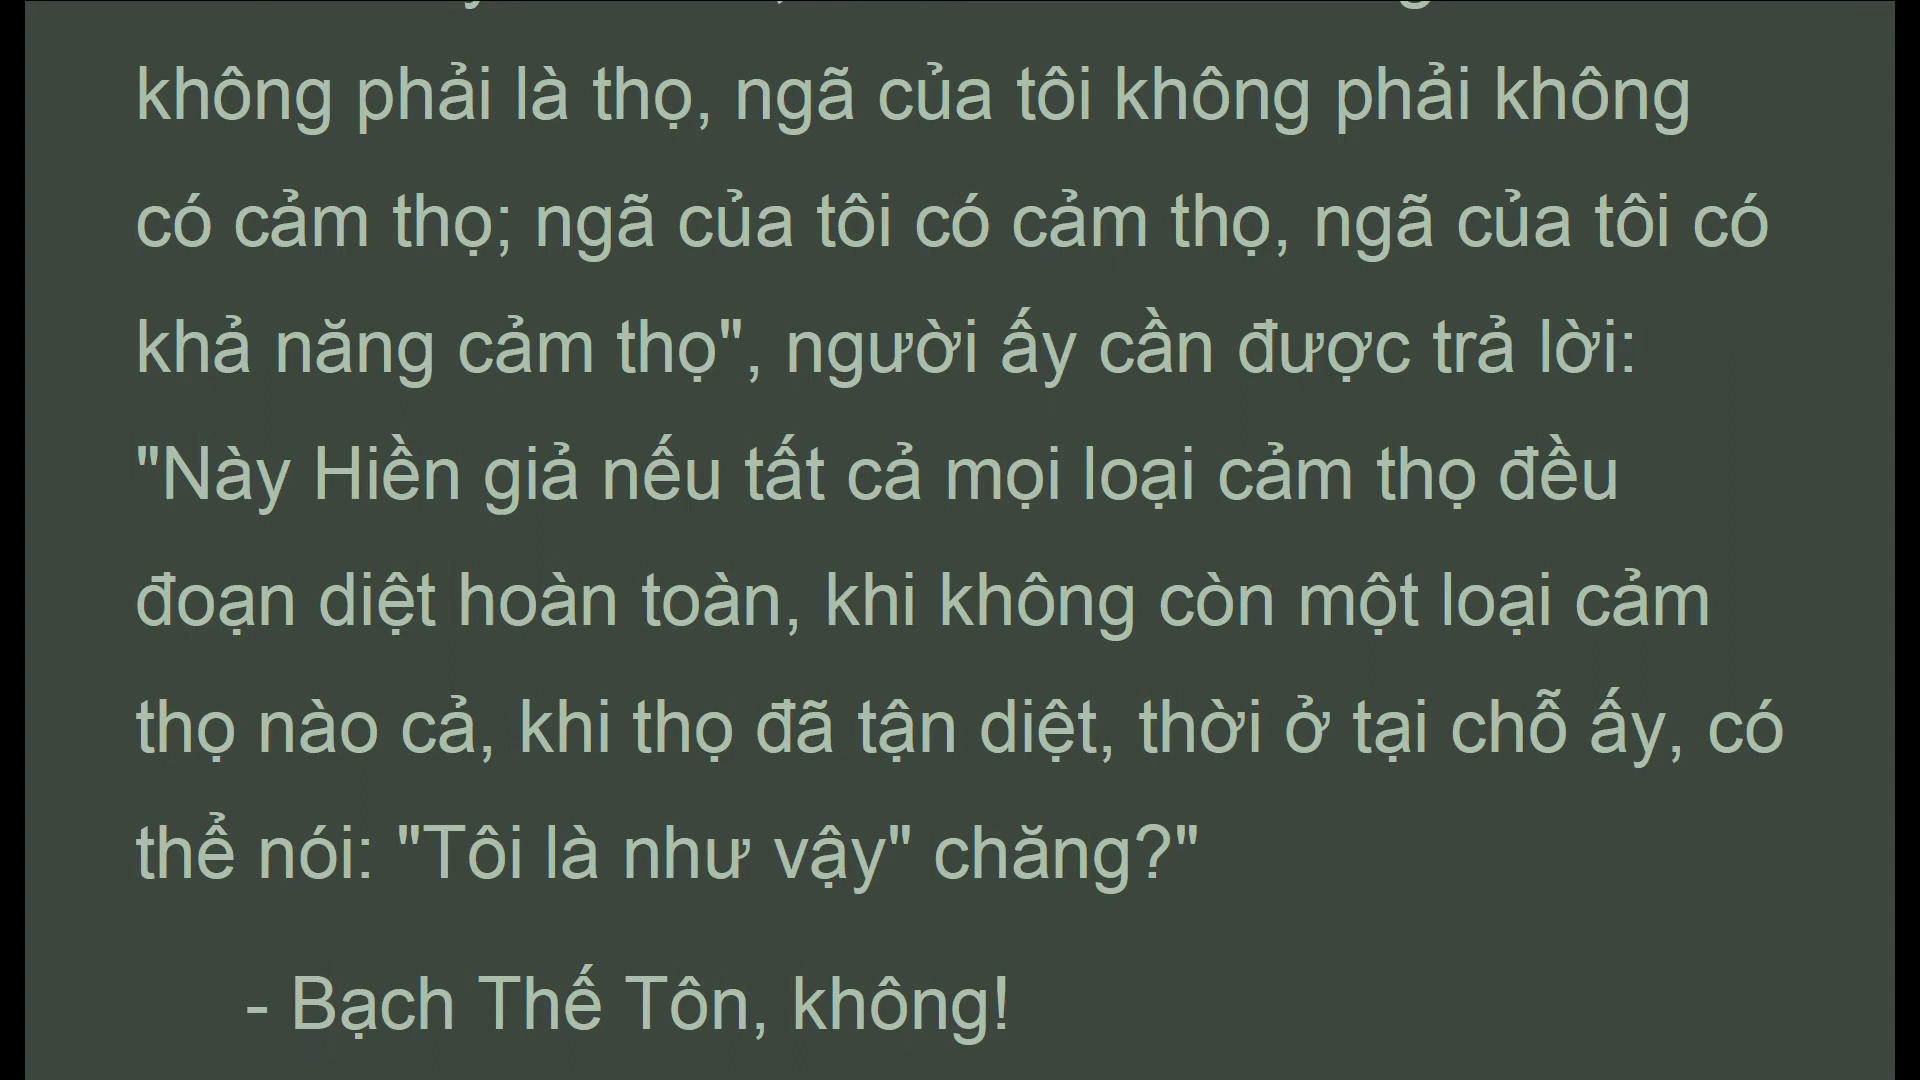 không phải là thọ, ngã của tôi không phải không
có cảm thọ; ngã của tôi có cảm thọ, ngã của tôi có
khả năng cảm thọ", người ấy cần được trả lời:
"Này Hiền giả nếu tất cả mọi loại cảm thọ đều
đoạn diệt hoàn toàn, khi không còn một loại cảm
thọ nào cả, khi thọ đã tận diệt, thời ở tại chỗ ấy, có
thể nói: "Tôi là như vậy" chăng?"
- Bạch Thế Tôn, không!